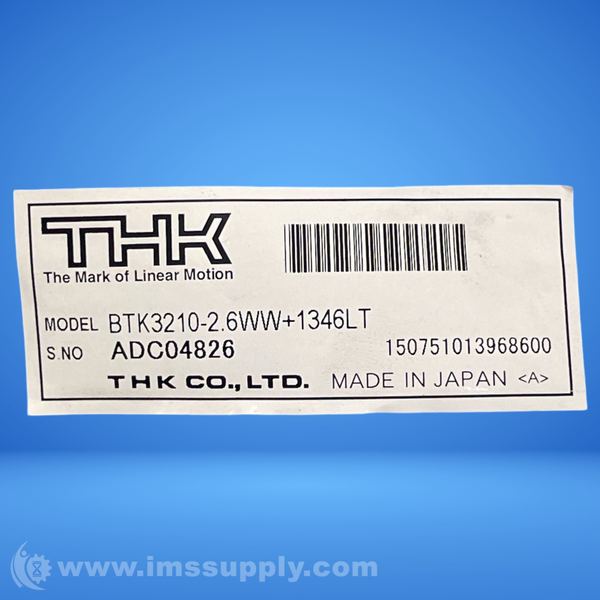 THK
The Mark of Linear Motion
MODEL BTK3210-2.6WW+1346LT
S.NO ADC04826 150751013968600
THK CO., LTD. MADE IN JAPAN <A>
www.imssupply.com